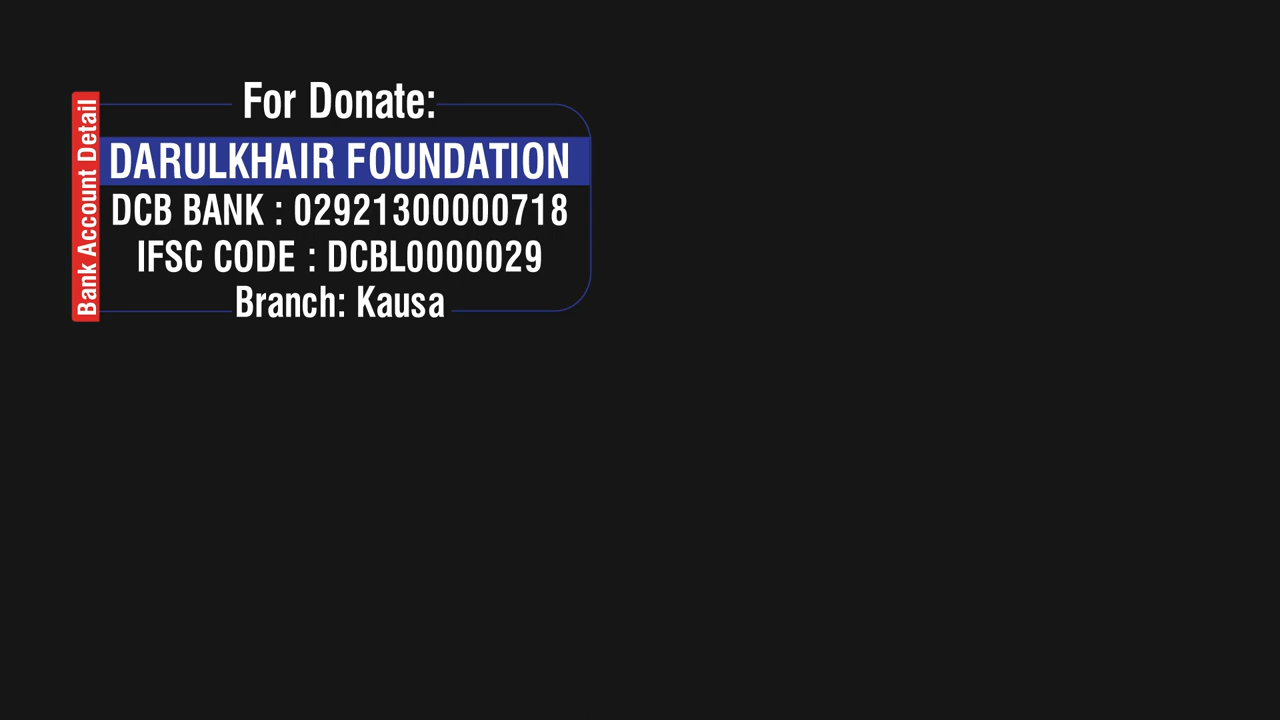 For Donate:
Bank Account Detail
DARULKHAIR FOUNDATION
DCB BANK : 02921300000718
IFSC CODE : DCBL0000029
Branch: Kausa